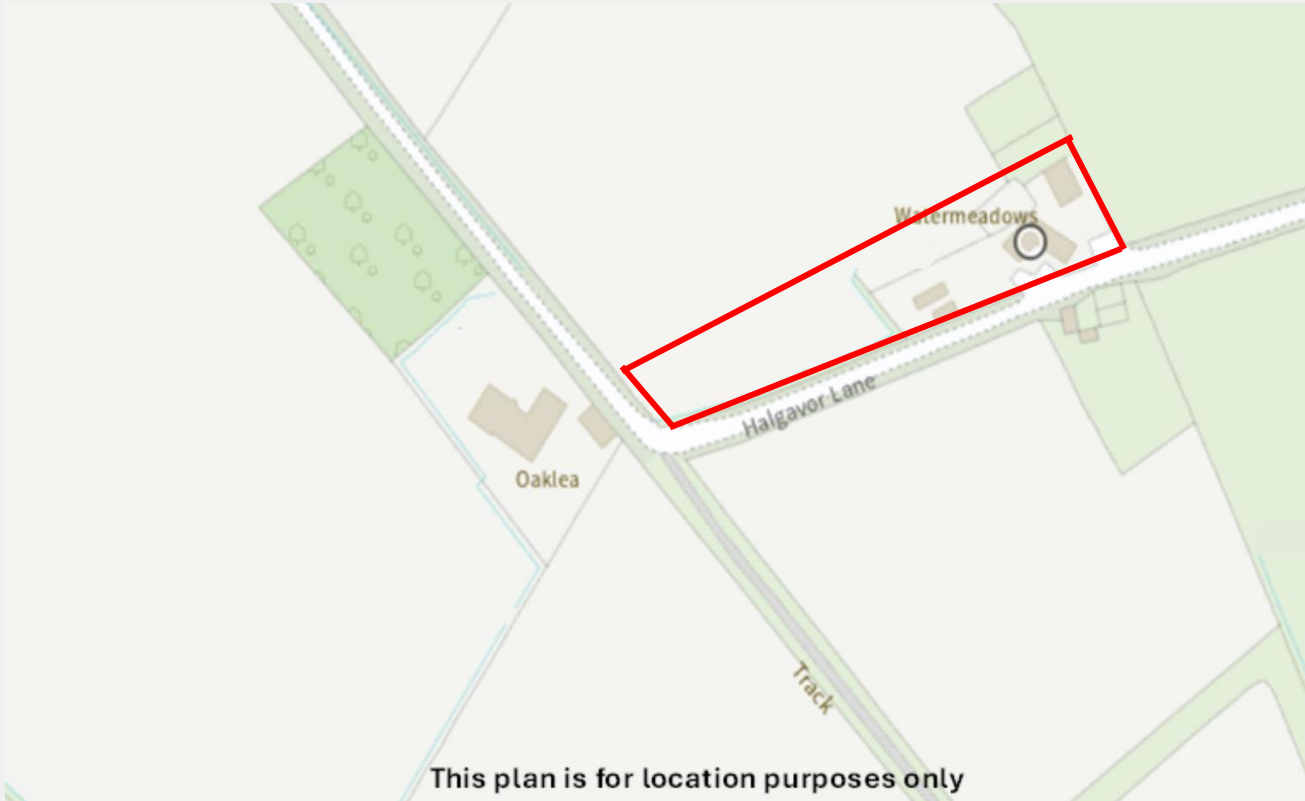 Watermeadows
Halgavor Lane
Oaklea
Track
This plan is for location purposes only